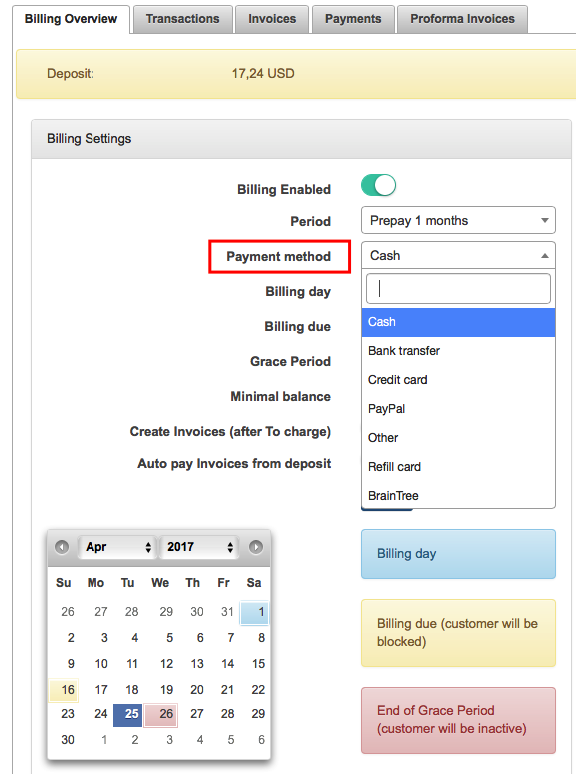 Billing Overview Transactions Invoices Payments Proforma Invoices
Deposit: 17,24 USD
Billing Settings
Billing Enabled
Period Prepay 1 months
Payment method Cash
Billing day
Billing due
Grace Period
Minimal balance
Create Invoices (after To charge)
Auto pay Invoices from deposit
Cash
Bank transfer
Credit card
PayPal
Other
Refill card
BrainTree
Apr 2017
Su Mo Tu We Th Fr Sa
26 27 28 29 30 31 1
2 3 4 5 6 7 8
9 10 11 12 13 14 15
16 17 18 19 20 21 22
23 24 25 26 27 28 29
30 1 2 3 4 5 6
Billing day
Billing due (customer will be
blocked)
End of Grace Period
(customer will be inactive)